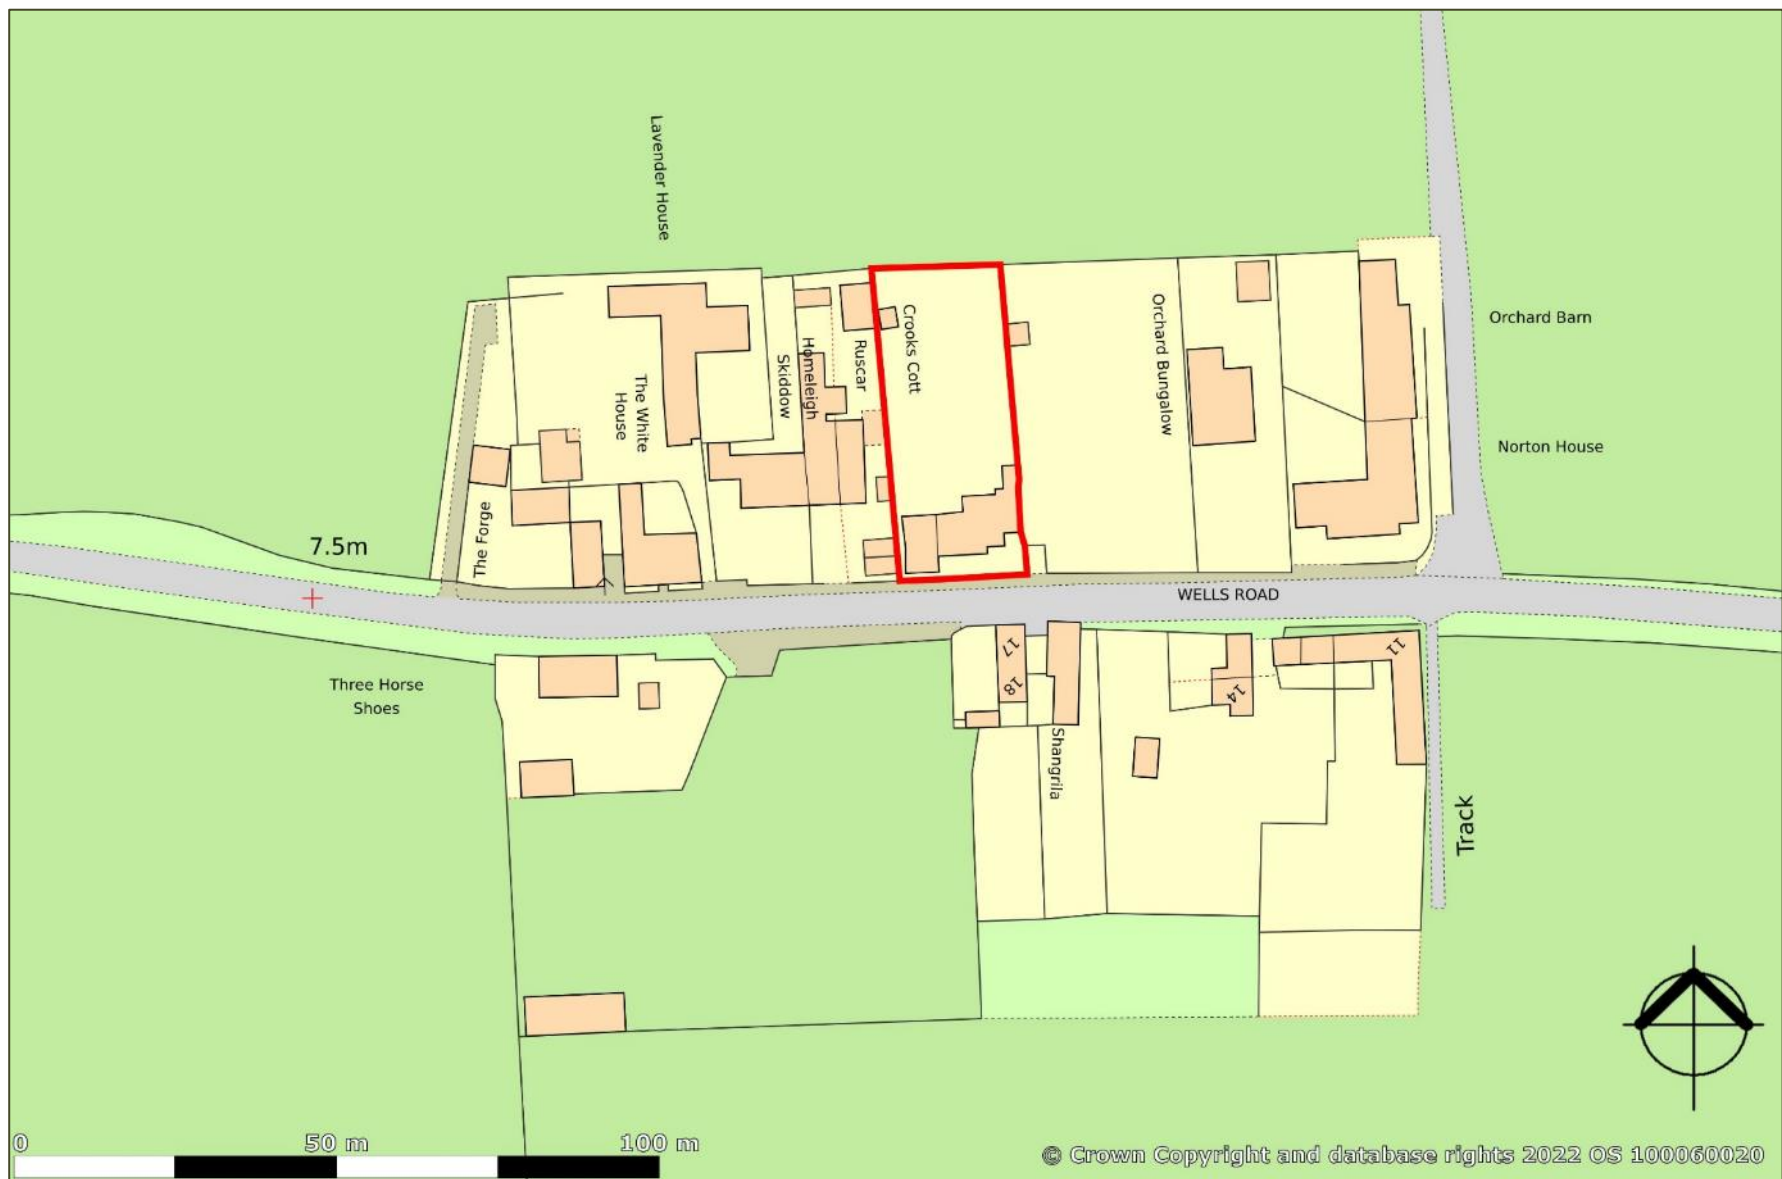 Lavender House
Orchard Barn
Crooks Cott
Orchard Bungalow
Ruscar
Homeleigh
Skiddow
The White
House
Norton House
The Forge
7.5m
WELLS ROAD
17
18
11
14
Three Horse
Shoes
Shangrila
Track
0
50 m
100 m
© Crown Copyright and database rights 2022 OS 100060020